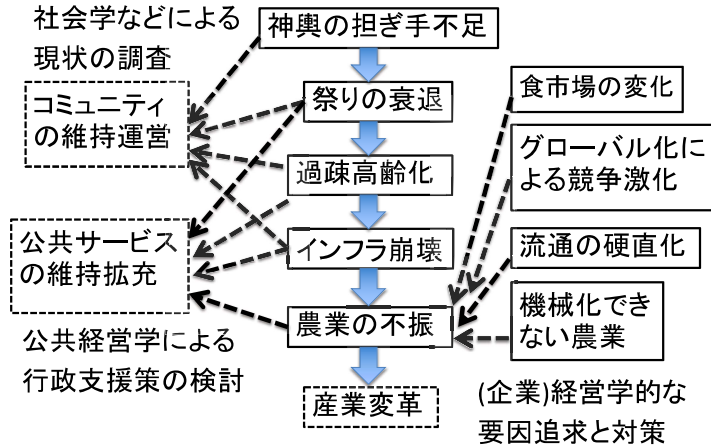 社会学などによる
現状の調査
コミュニティ
の維持運営
公共サービス
の維持拡充
公共経営学による
行政支援策の検討
神輿の担ぎ手不足
祭りの衰退
過疎高齢化
インフラ崩壊
農業の不振
産業変革
食市場の変化
グローバル化に
よる競争激化
流通の硬直化
機械化でき
ない農業
(企業)経営学的な
要因追求と対策